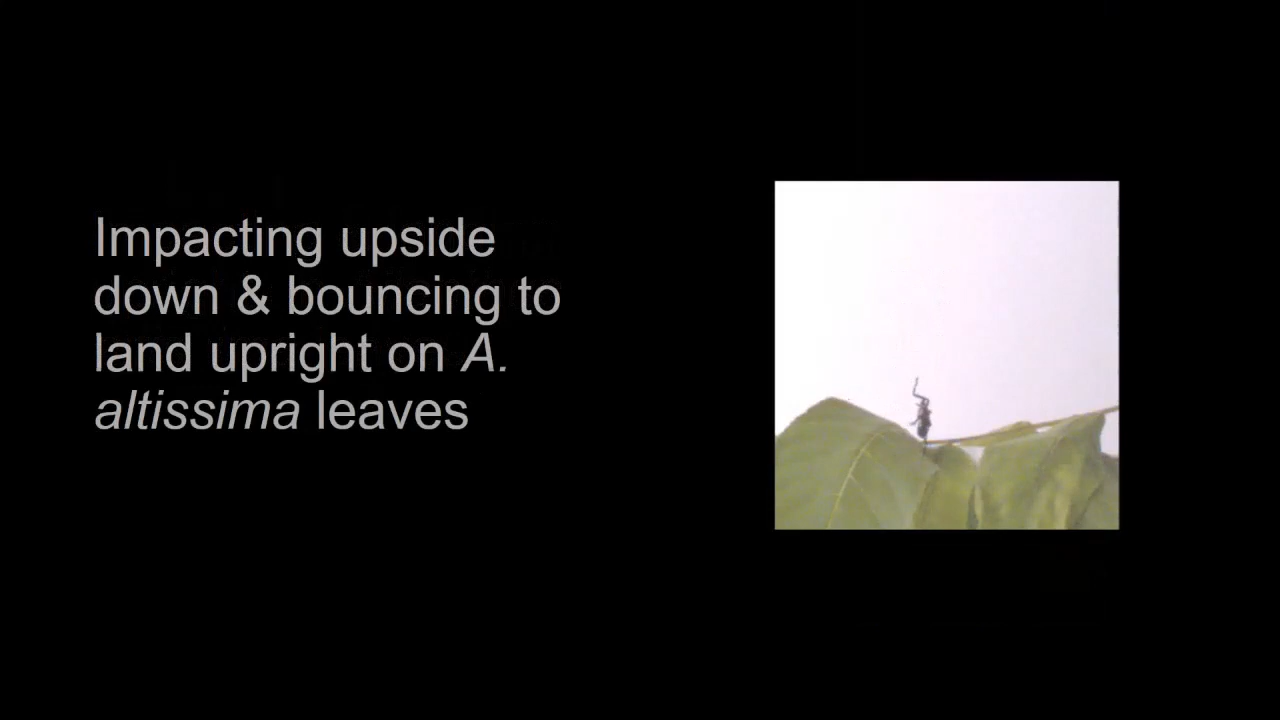 Impacting upside
down & bouncing to
land upright on A.
altissima leaves